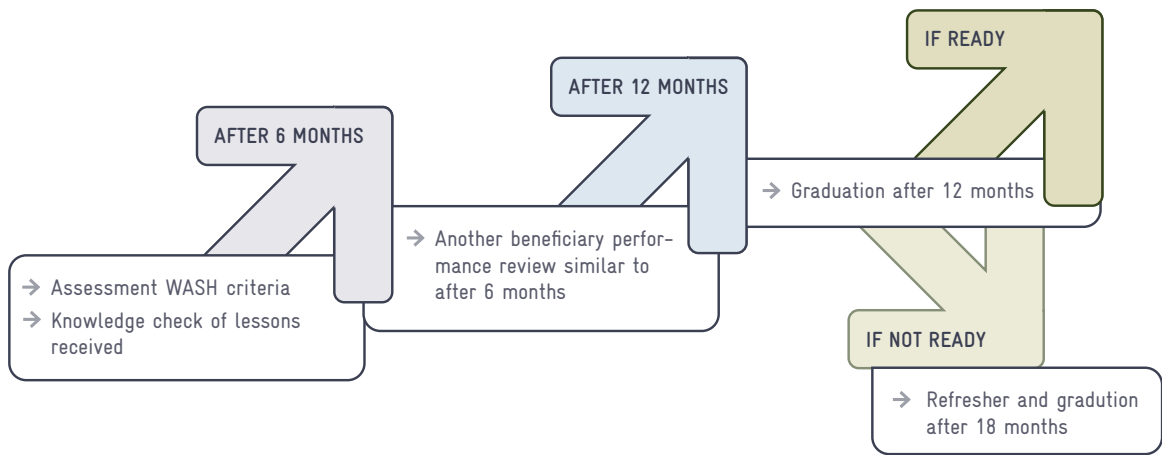 AFTER 6 MONTHS
→ Assessment WASH criteria
→ Knowledge check of lessons
received
AFTER 12 MONTHS
→ Another beneficiary perfor-
mance review similar to
after 6 months
IF READY
→ Graduation after 12 months
IF NOT READY
→ Refresher and gradution
after 18 months